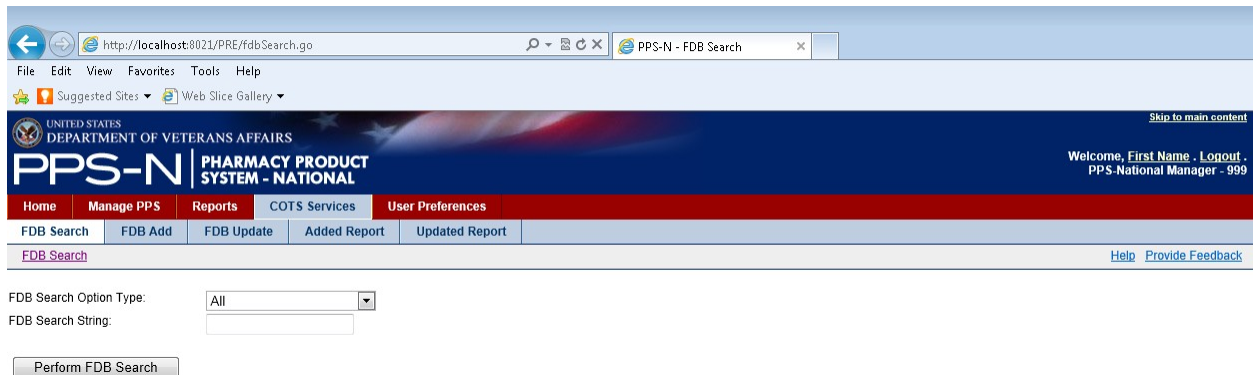 http://localhost:8021/PRE/fdbSearch.go
PPS-N - FDB Search
File Edit View Favorites Tools Help
Suggested Sites Web Slice Gallery
UNITED STATES
DEPARTMENT OF VETERANS AFFAIRS
Skip to main content
PPS-N PHARMACY PRODUCT
SYSTEM - NATIONAL
Welcome, First Name . Logout .
PPS-National Manager - 999
Home Manage PPS Reports COTS Services User Preferences
FDB Search FDB Add FDB Update Added Report Updated Report
FDB Search Help Provide Feedback
FDB Search Option Type: All
FDB Search String:
Perform FDB Search